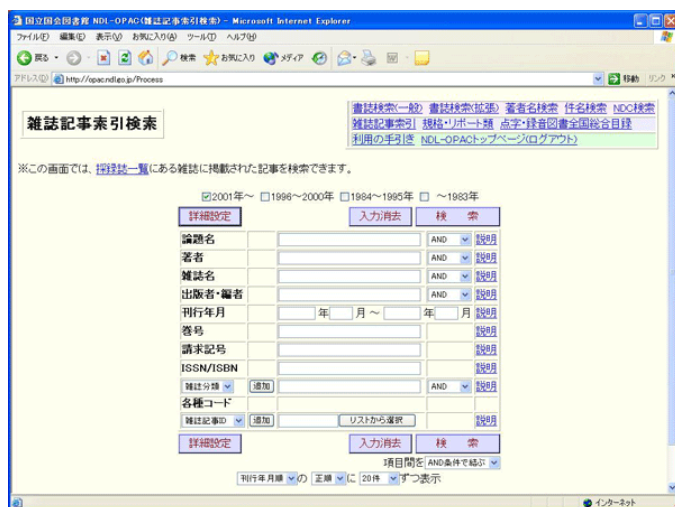 国立国会図書館 NDL-OPAC(雑誌記事索引検索) - Microsoft Internet Explorer
ファイル(F) 編集(E) 表示(V) お気に入り(A) ツール(T) ヘルプ(H)
戻る 検索 お気に入り メディア
アドレス(D) http://opac.ndl.go.jp/Process 移動 リンク »
雑誌記事索引検索
書誌検索(一般) 書誌検索(拡張) 著者名検索 件名検索 NDC検索
雑誌記事索引 規格・リポート類 点字・録音図書全国総合目録
利用の手引き NDL-OPACトップページ(ログアウト)
※この画面では、採録誌一覧にある雑誌に掲載された記事を検索できます。
2001年～ 1996～2000年 1984～1995年 ～1983年
詳細設定 入力消去 検 索
論題名 AND 説明
著者 AND 説明
雑誌名 AND 説明
出版者・編者 AND 説明
刊行年月 年 月 ～ 年 月 説明
巻号 説明
請求記号 説明
ISSN/ISBN 説明
雑誌分類 追加 AND 説明
各種コード
雑誌記事ID 追加 リストから選択 説明
詳細設定 入力消去 検 索
項目間を AND条件で結ぶ
刊行年月順 の 正順 に 20件 ずつ表示
インターネット